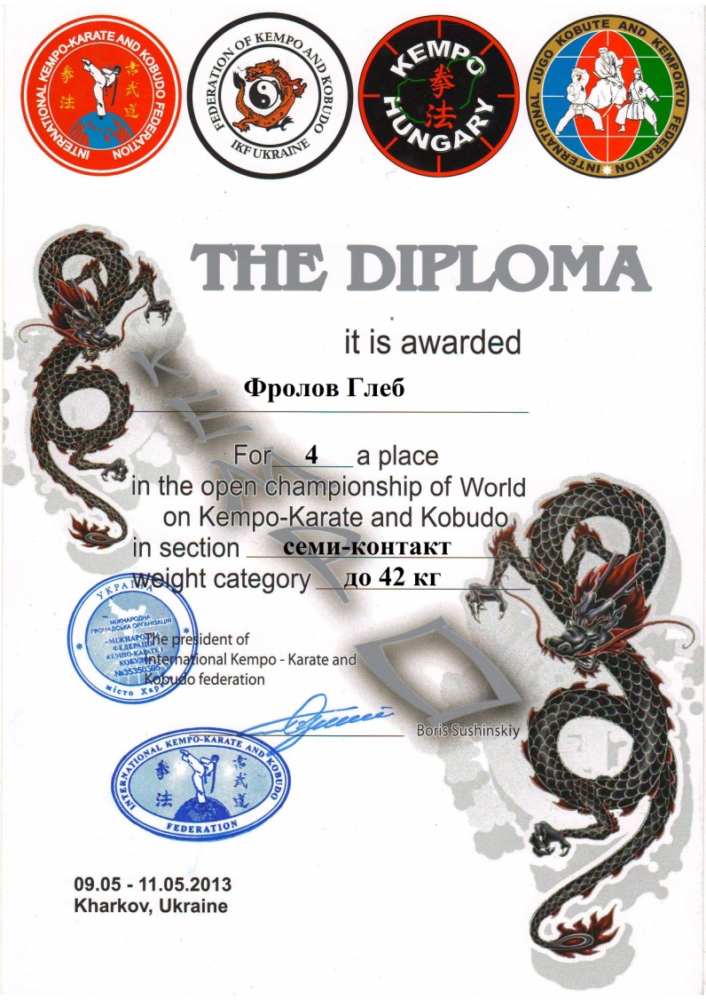 INTERNATIONAL KEMPO-KARATE AND KOBUDO FEDERATION
拳法
古武道
FEDERATION OF KEMPO AND KOBUDO
IKF UKRAINE
KEMPO
拳法
HUNGARY
INTERNATIONAL JUGO KOBUTE AND KEMPORYU FEDERATION
THE DIPLOMA
it is awarded
Фролов Глеб
KEMPO
For 4 a place
in the open championship of World
on Kempo-Karate and Kobudo
in section семи-контакт
weight category до 42 кг
УКРАЇНА
МІЖНАРОДНА
ГРОМАДСЬКА ОРГАНІЗАЦІЯ
"МІЖНАРОДНА
ФЕДЕРАЦІЯ
КЕМПО-КАРАТЕ І
КОБУДО"
№35350595
місто
The president of
International Kempo - Karate and
Kobudo federation
Boris Sushinskiy
INTERNATIONAL KEMPO-KARATE AND KOBUDO
拳法
古武道
FEDERATION
09.05 - 11.05.2013
Kharkov, Ukraine